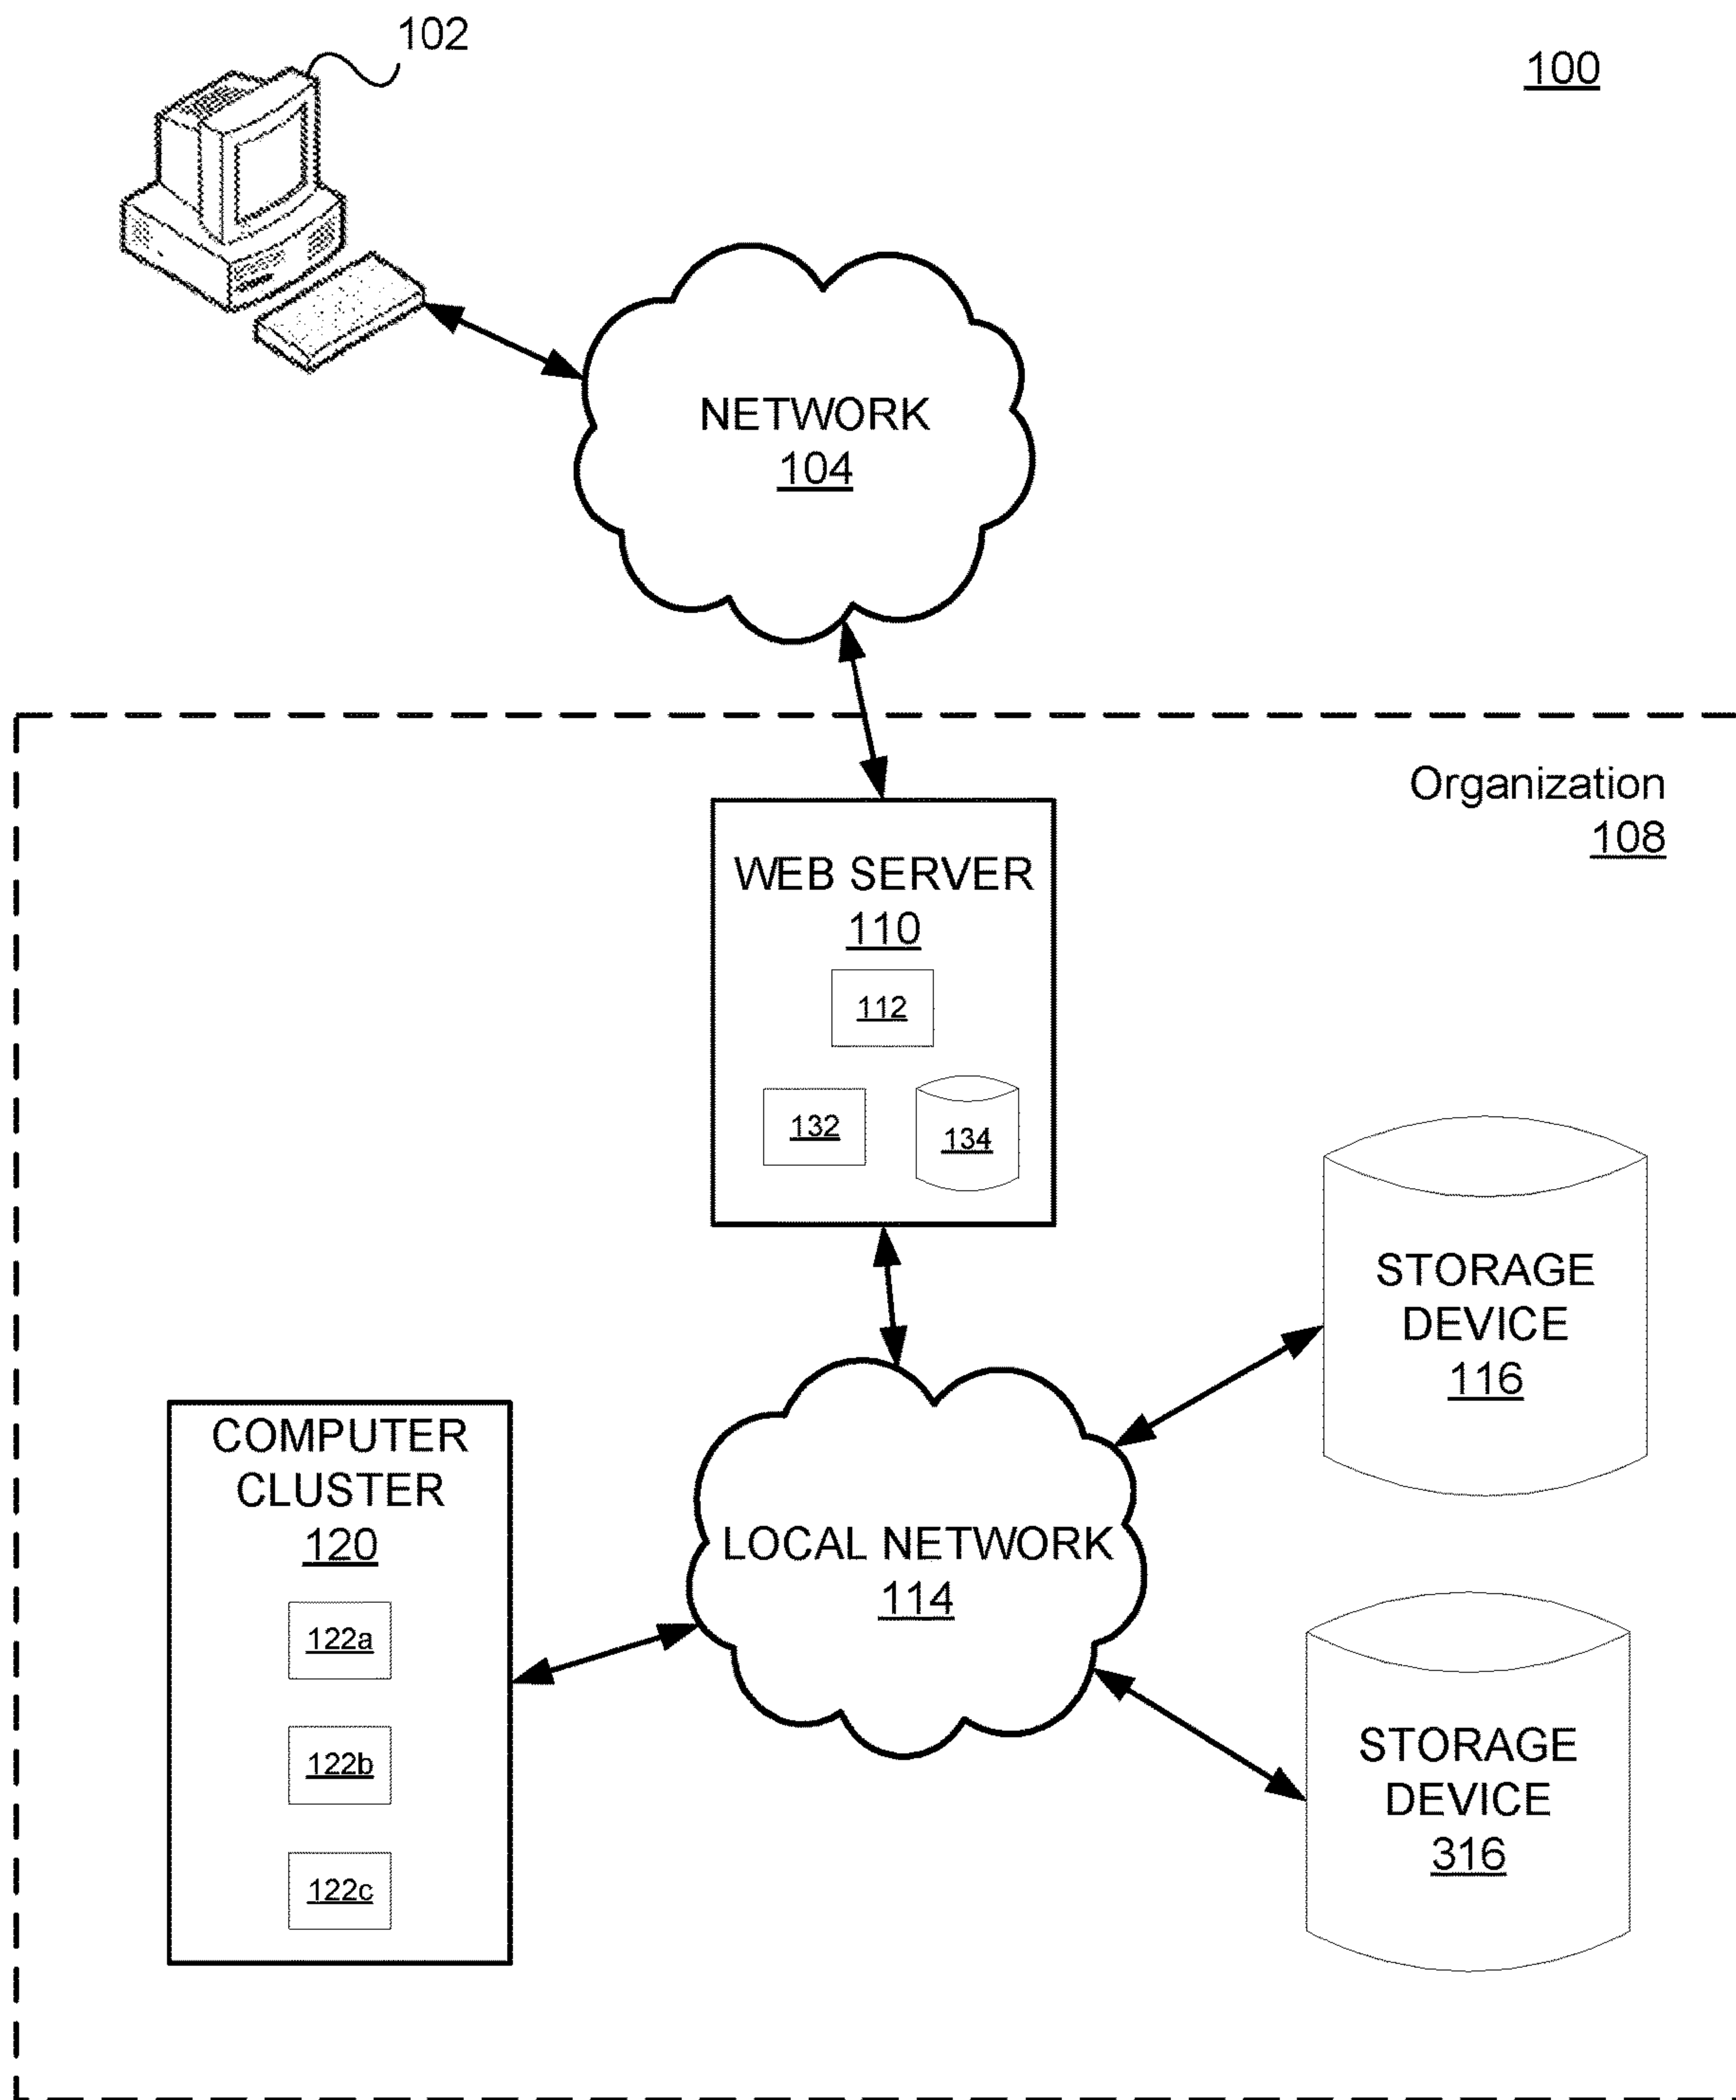 102
100
NETWORK
104
Organization
108
WEB SERVER
110
112
132
134
STORAGE
DEVICE
116
COMPUTER
CLUSTER
120
122a
122b
122c
LOCAL NETWORK
114
STORAGE
DEVICE
316